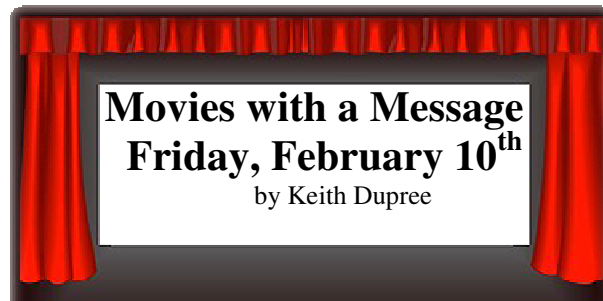 Movies with a Message
Friday, February 10th
by Keith Dupree